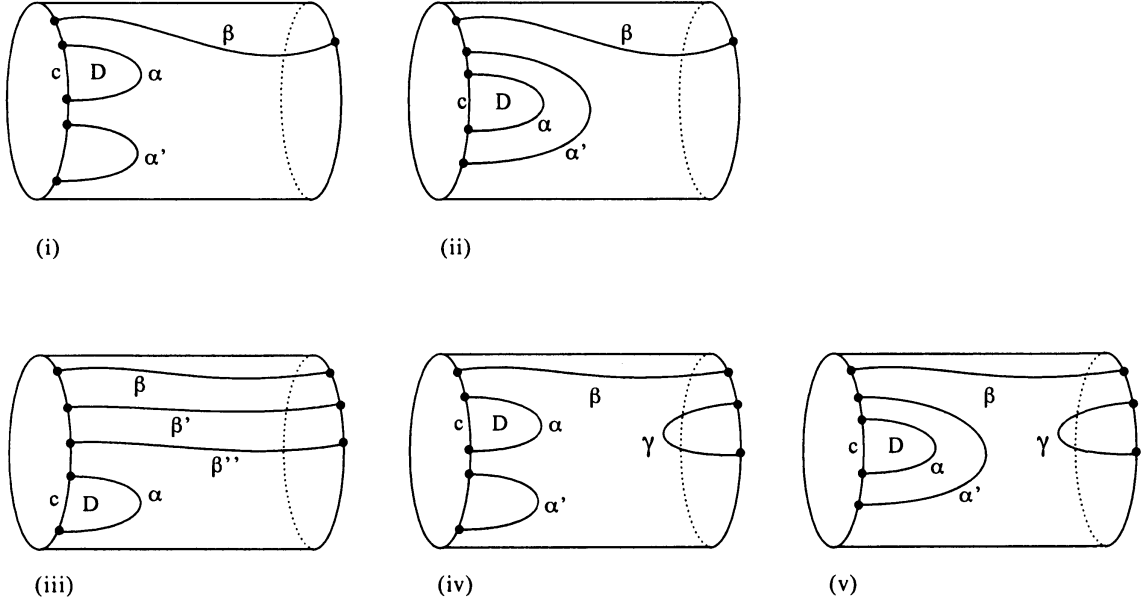 β
c D α
α'
(i)
β
c D α
α'
(ii)
β
β'
β''
c D α
(iii)
β
c D α γ
α'
(iv)
β
c D α γ
α'
(v)